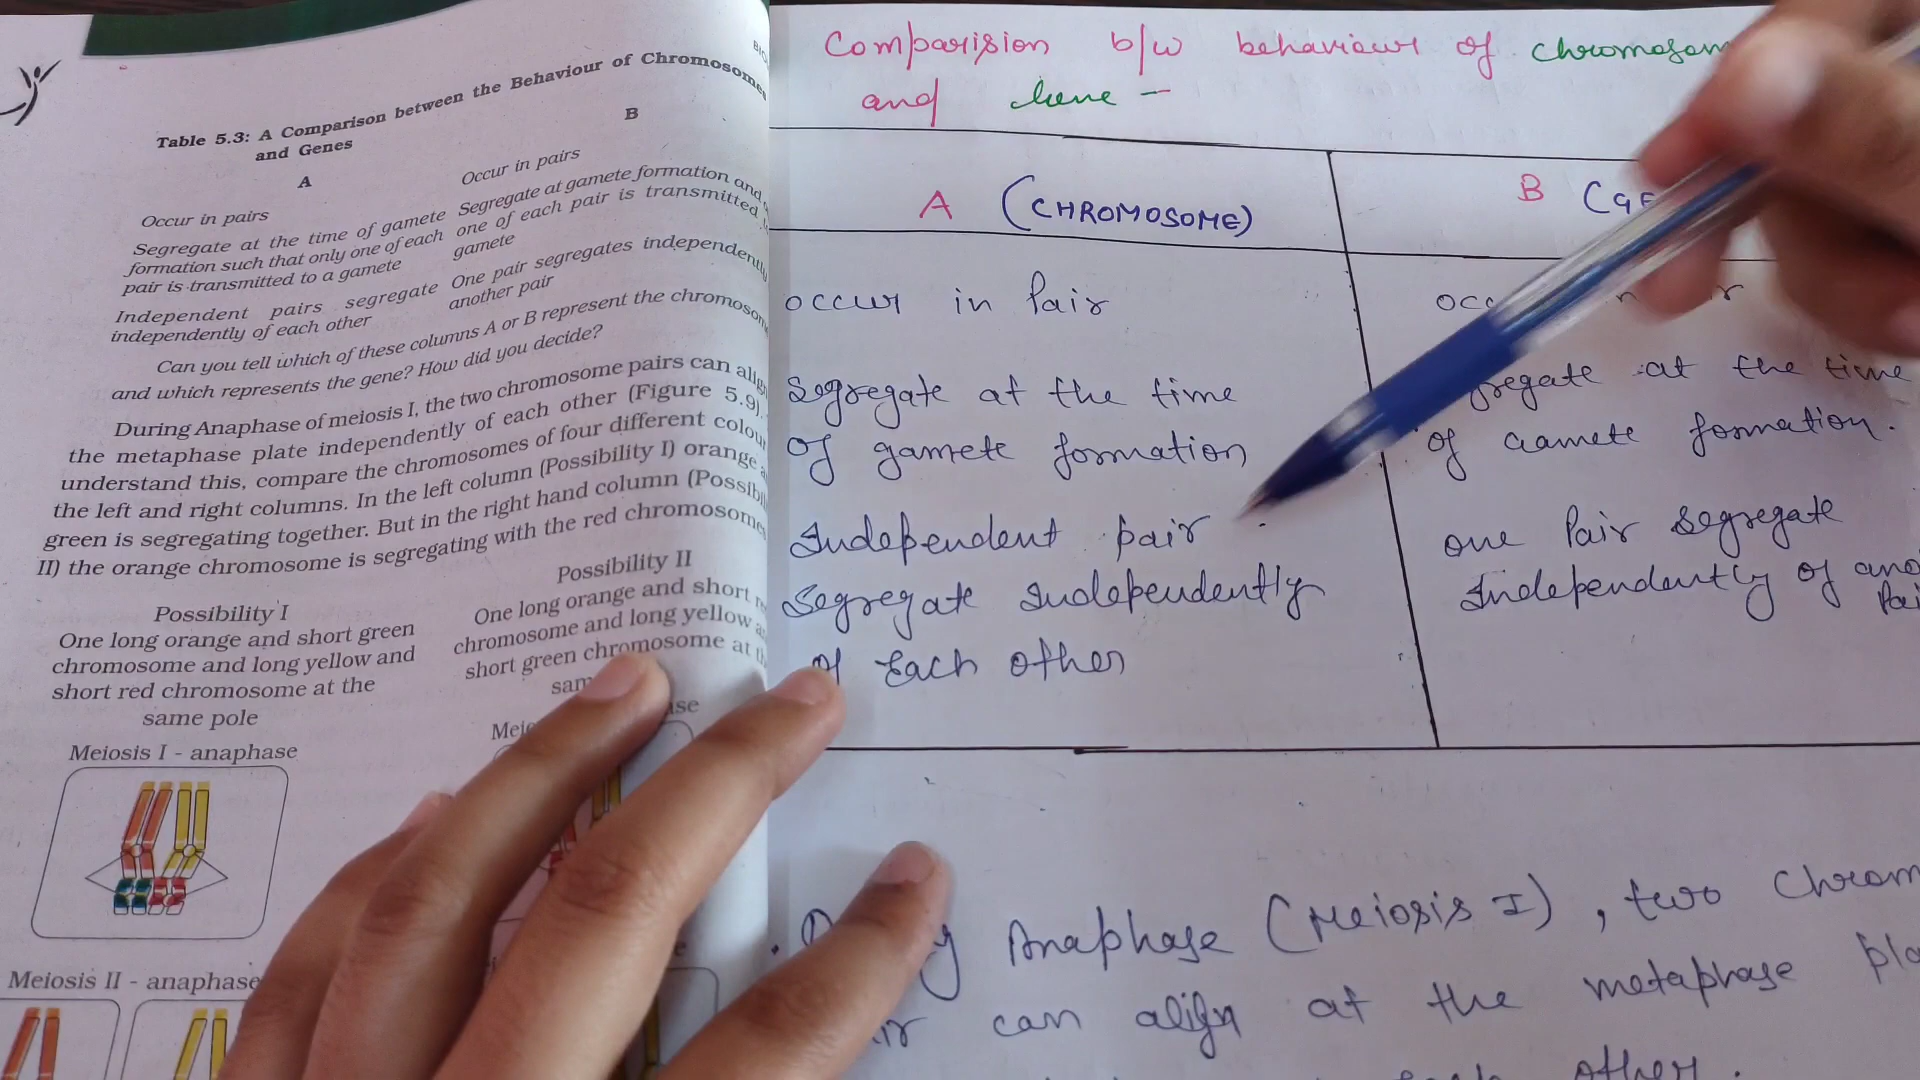 Table 5.3: A Comparison between the Behaviour of Chromosomes
and Genes
A
B
Occur in pairs
Occur in pairs
Segregate at the time of gamete
formation such that only one of each
pair is transmitted to a gamete
Segregate at gamete formation and
one of each pair is transmitted
gamete
Independent pairs segregate
independently of each other
One pair segregates independently
another pair
Can you tell which of these columns A or B represent the chromosome
and which represents the gene? How did you decide?
During Anaphase of meiosis I, the two chromosome pairs can align
the metaphase plate independently of each other (Figure 5.9).
understand this, compare the chromosomes of four different colour
the left and right columns. In the left column (Possibility I) orange
green is segregating together. But in the right hand column (Possibility
II) the orange chromosome is segregating with the red chromosome
Possibility I
One long orange and short green
chromosome and long yellow and
short red chromosome at the
same pole
Meiosis I - anaphase
Meiosis II - anaphase
Possibility II
One long orange and short
chromosome and long yellow
short green chromosome at
Comparision b/w behaviour of chromosom
and Gene -
A (CHROMOSOME)
B (GE
occur in Pair
Segregate at the time
of gamete formation
Independent pair
Segregate Independently
of Each other
regate at the time
of Gamete formation.
one Pair Segregate
Independently of ano
Pai
Anaphase (Meiosis I), two Chrom
can align at the metaphase pla
other.